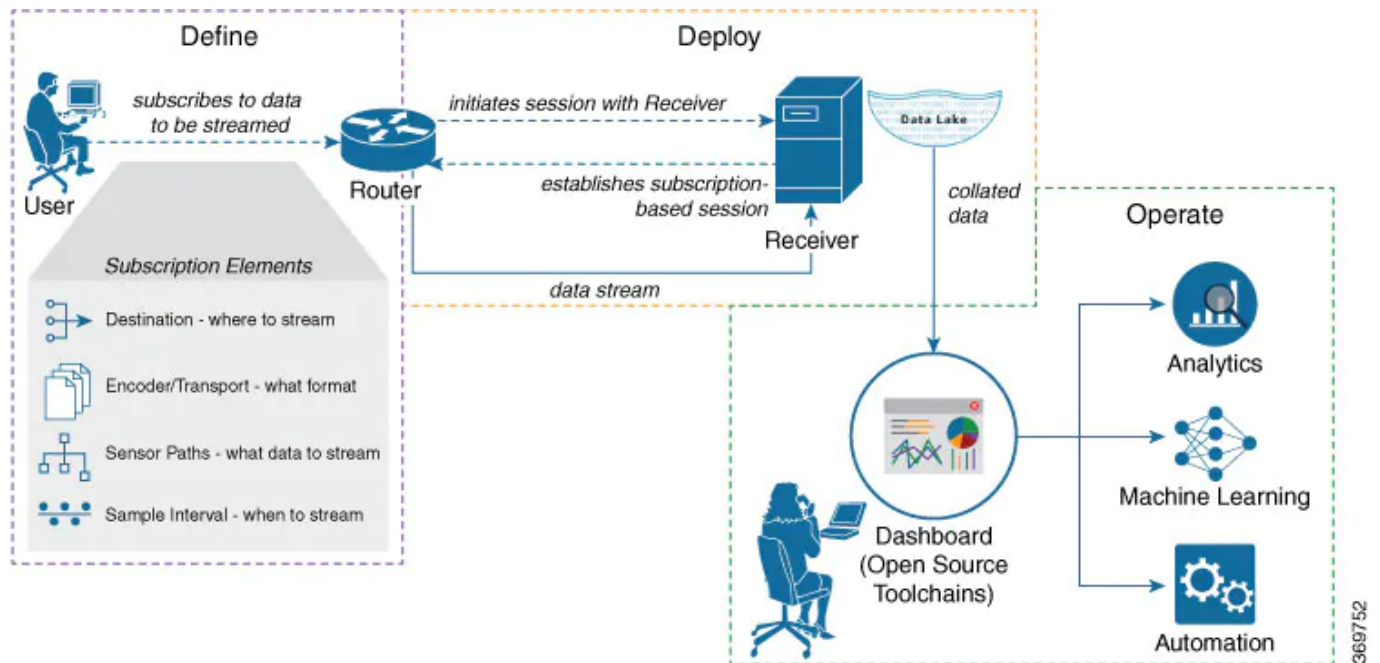 Define
subscribes to data
to be streamed
User
Router
Subscription Elements
Destination - where to stream
Encoder/Transport - what format
Sensor Paths - what data to stream
Sample Interval - when to stream
Deploy
initiates session with Receiver
establishes subscription-
based session
Receiver
data stream
Data Lake
collated
data
Operate
Dashboard
(Open Source
Toolchains)
Analytics
Machine Learning
Automation
369752